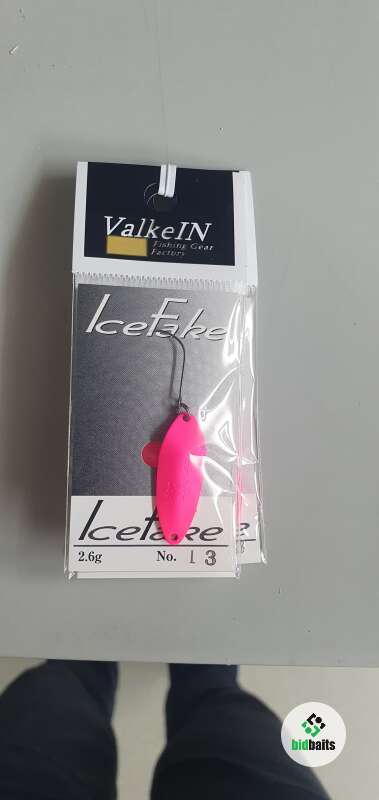 ValkeIN
Fishing Gear
Factory
IceFake
IceFake
2.6g No. 13
bidbaits